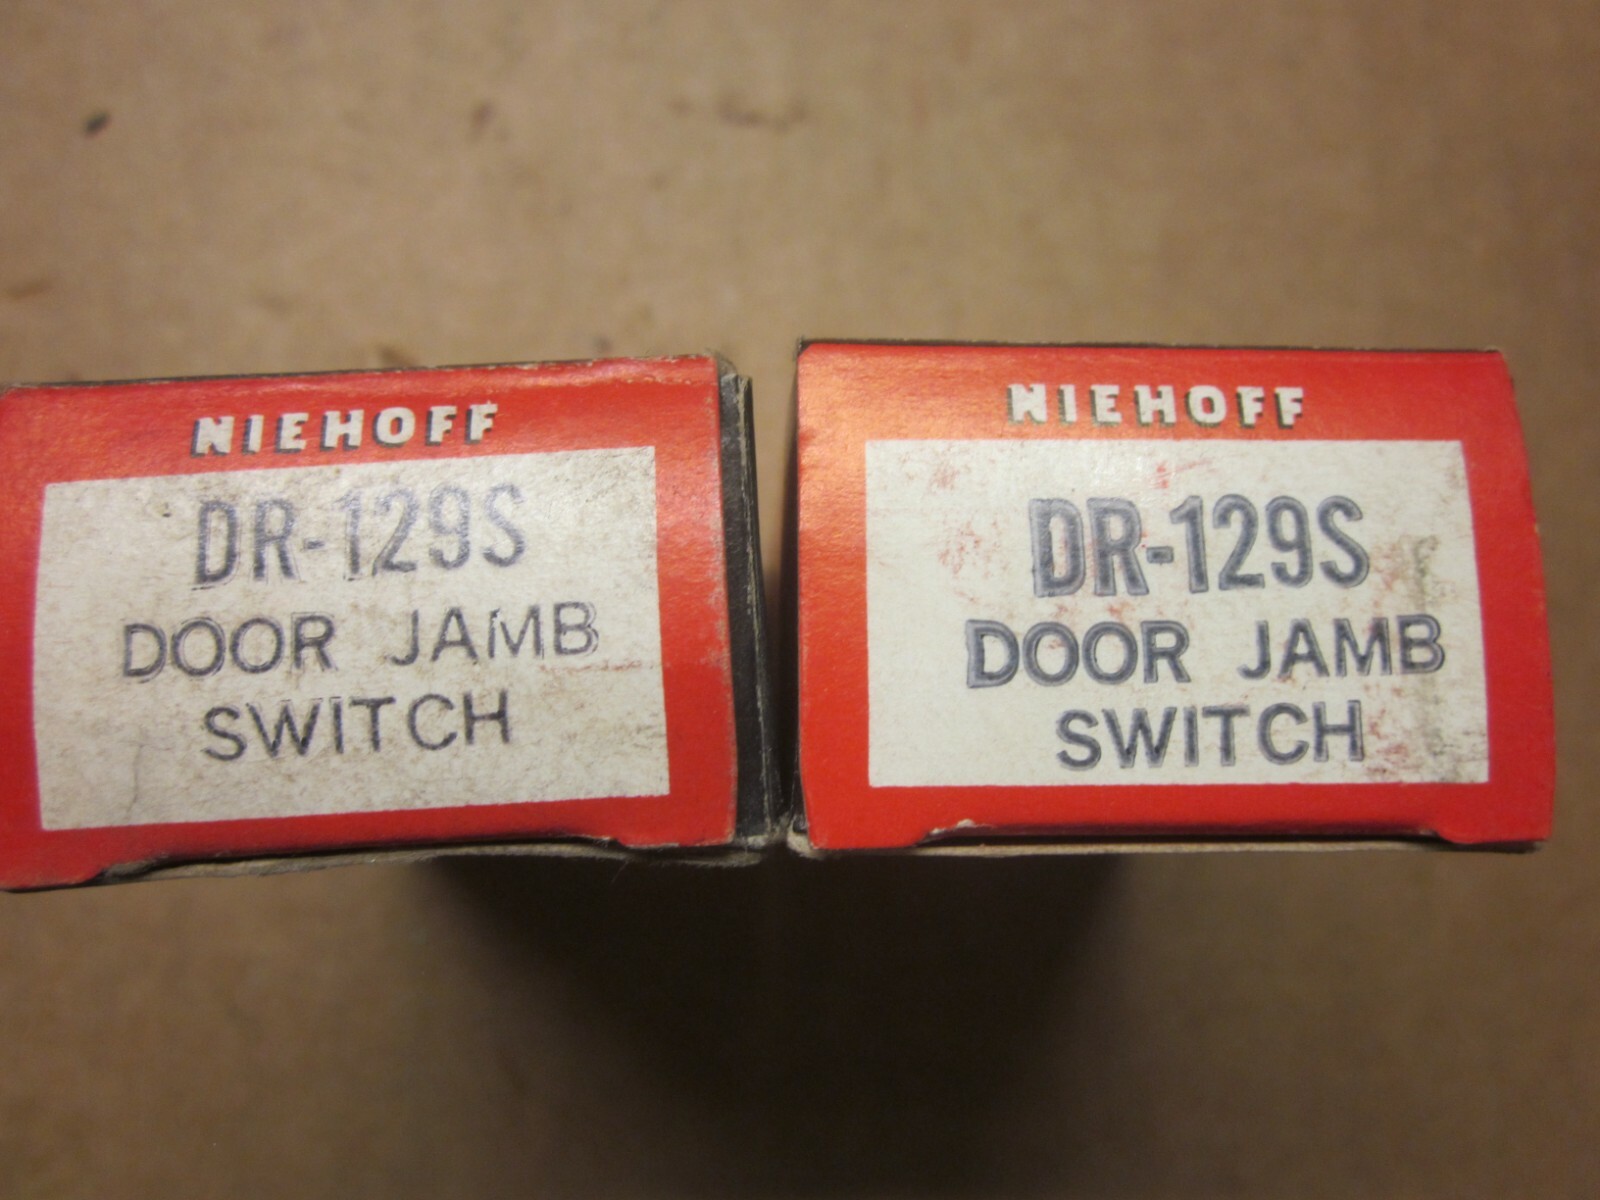 NIEHOFF
DR-129S
DOOR JAMB
SWITCH
NIEHOFF
DR-129S
DOOR JAMB
SWITCH